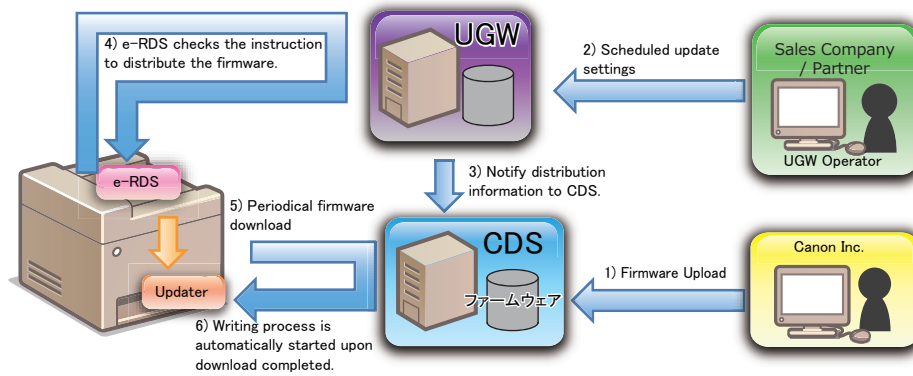 4) e-RDS checks the instruction
to distribute the firmware.
UGW
2) Scheduled update
settings
Sales Company
/ Partner
UGW Operator
e-RDS
3) Notify distribution
information to CDS.
5) Periodical firmware
download
CDS
ファームウェア
1) Firmware Upload
Canon Inc.
Updater
6) Writing process is
automatically started upon
download completed.